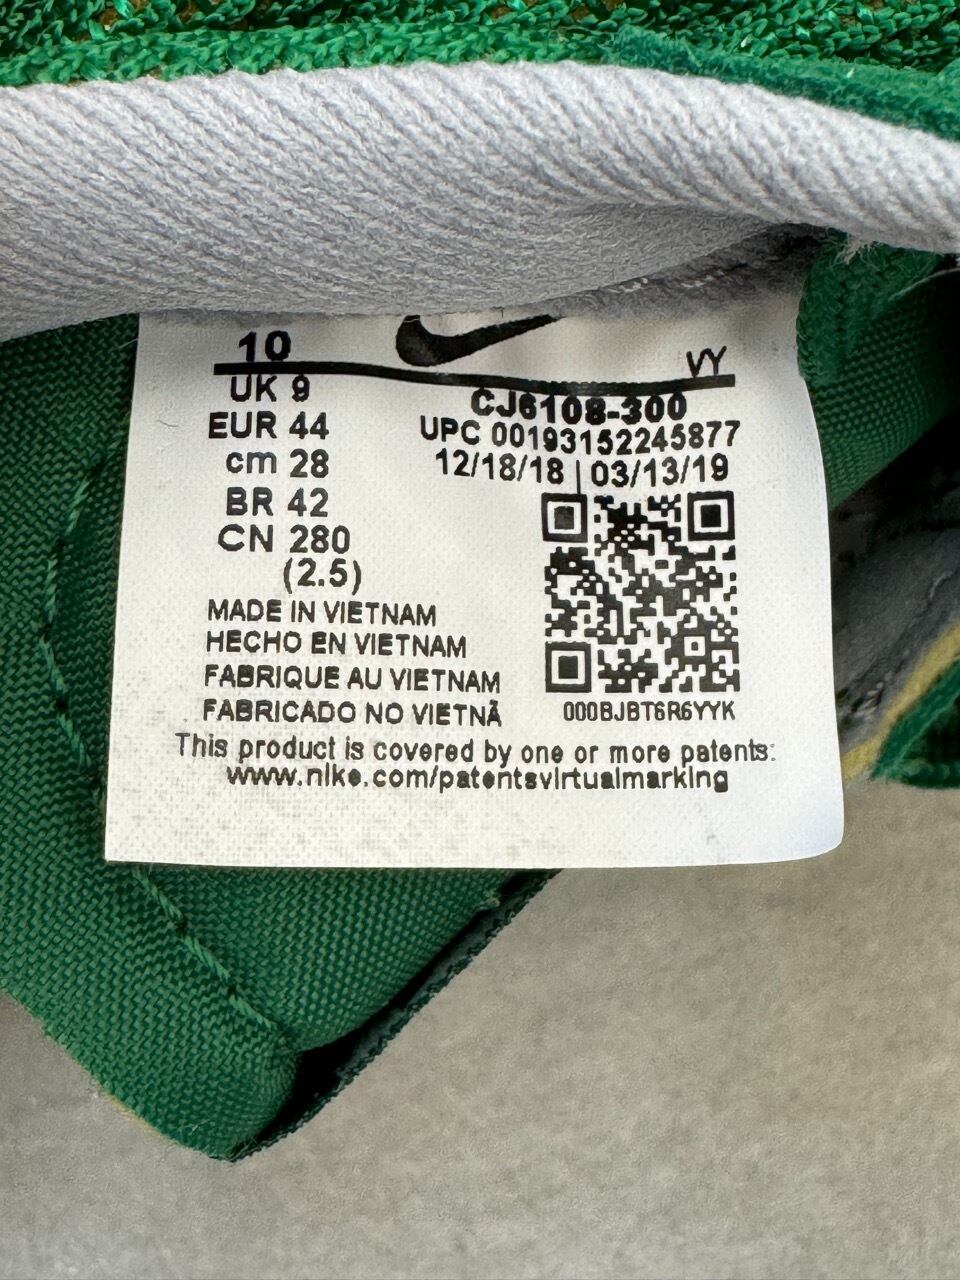 10
VY
UK 9
EUR 44
cm 28
BR 42
CN 280
(2.5)
CJ6108-300
UPC 00193152245877
12/18/18 | 03/13/19
000BJBT6R6YYK
MADE IN VIETNAM
HECHO EN VIETNAM
FABRIQUE AU VIETNAM
FABRICADO NO VIETNÃ
This product is covered by one or more patents:
www.nike.com/patentsvirtualmarking